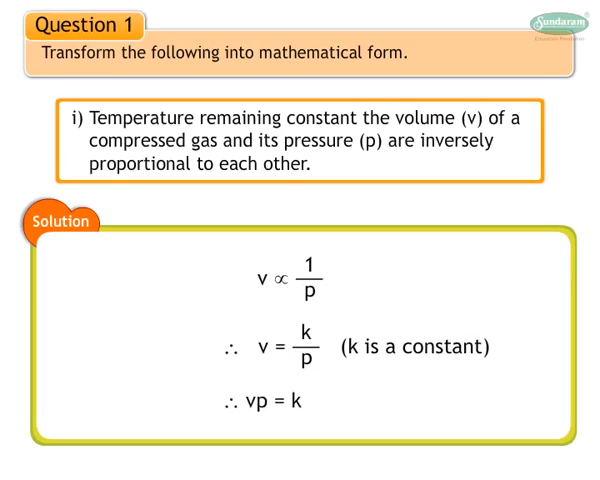 Question 1
Sundaram
Transform the following into mathematical form.
i) Temperature remaining constant the volume (v) of a
compressed gas and its pressure (p) are inversely
proportional to each other.
Solution
v ∝ 1/p
∴ v = k/p (k is a constant)
∴ vp = k